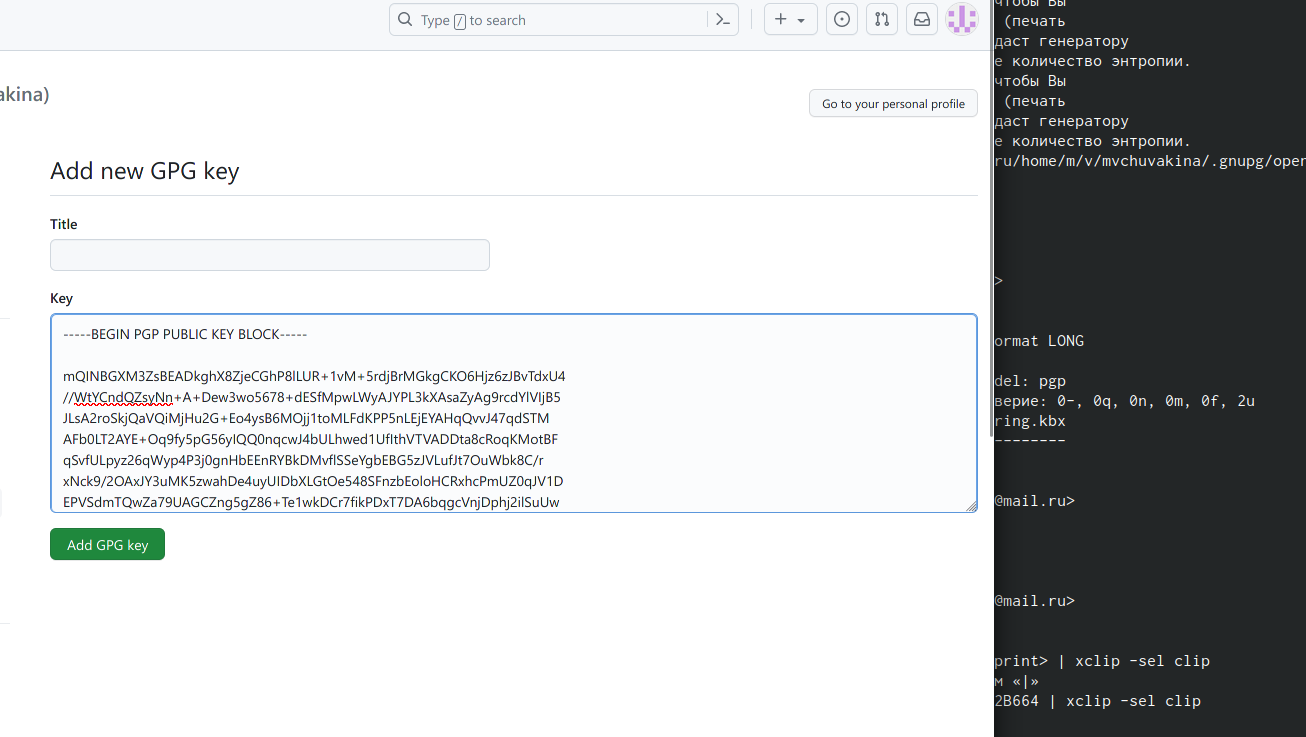 Type / to search
akina)
Go to your personal profile
Add new GPG key
Title
Key
-----BEGIN PGP PUBLIC KEY BLOCK-----
mQINBGXM3ZsBEADkghX8ZjeCGhP8lLUR+1vM+5rdjBrMGkgCKO6Hjz6zJBvTdxU4
//WtYCndQZsyNn+A+Dew3wo5678+dESfMpwLWyAJYPL3kXAsaZyAg9rcdYlVIjB5
JLsA2roSkjQaVQiMjHu2G+Eo4ysB6MQjj1toMLFdKPP5nLEjEYAHqQvvJ47qdSTM
AFb0LT2AYE+Oq9fy5pG56yIQQ0nqcwJ4bULhwed1UfIthVTVADDta8cRoqKMotBF
qSvfULpyz26qWyp4P3j0gnHbEEnRYBkDMvflSSeYgbEBG5zJVLufJt7OuWbk8C/r
xNck9/2OAxJY3uMK5zwahDe4uyUIDbXLGtOe548SFnzbEoloHCRxhcPmUZ0qJV1D
EPVSdmTQwZa79UAGCZng5gZ86+Te1wkDCr7fikPDxT7DA6bqgcVnjDphj2ilSuUw
Add GPG key
чтобы Вы
(печать
даст генератору
е количество энтропии.
чтобы Вы
(печать
даст генератору
е количество энтропии.
ru/home/m/v/mvchuvakina/.gnupg/oper
>
ormat LONG
del: pgp
верие: 0-, 0q, 0n, 0m, 0f, 2u
ring.kbx
--------
@mail.ru>
@mail.ru>
print> | xclip -sel clip
м «|»
2B664 | xclip -sel clip